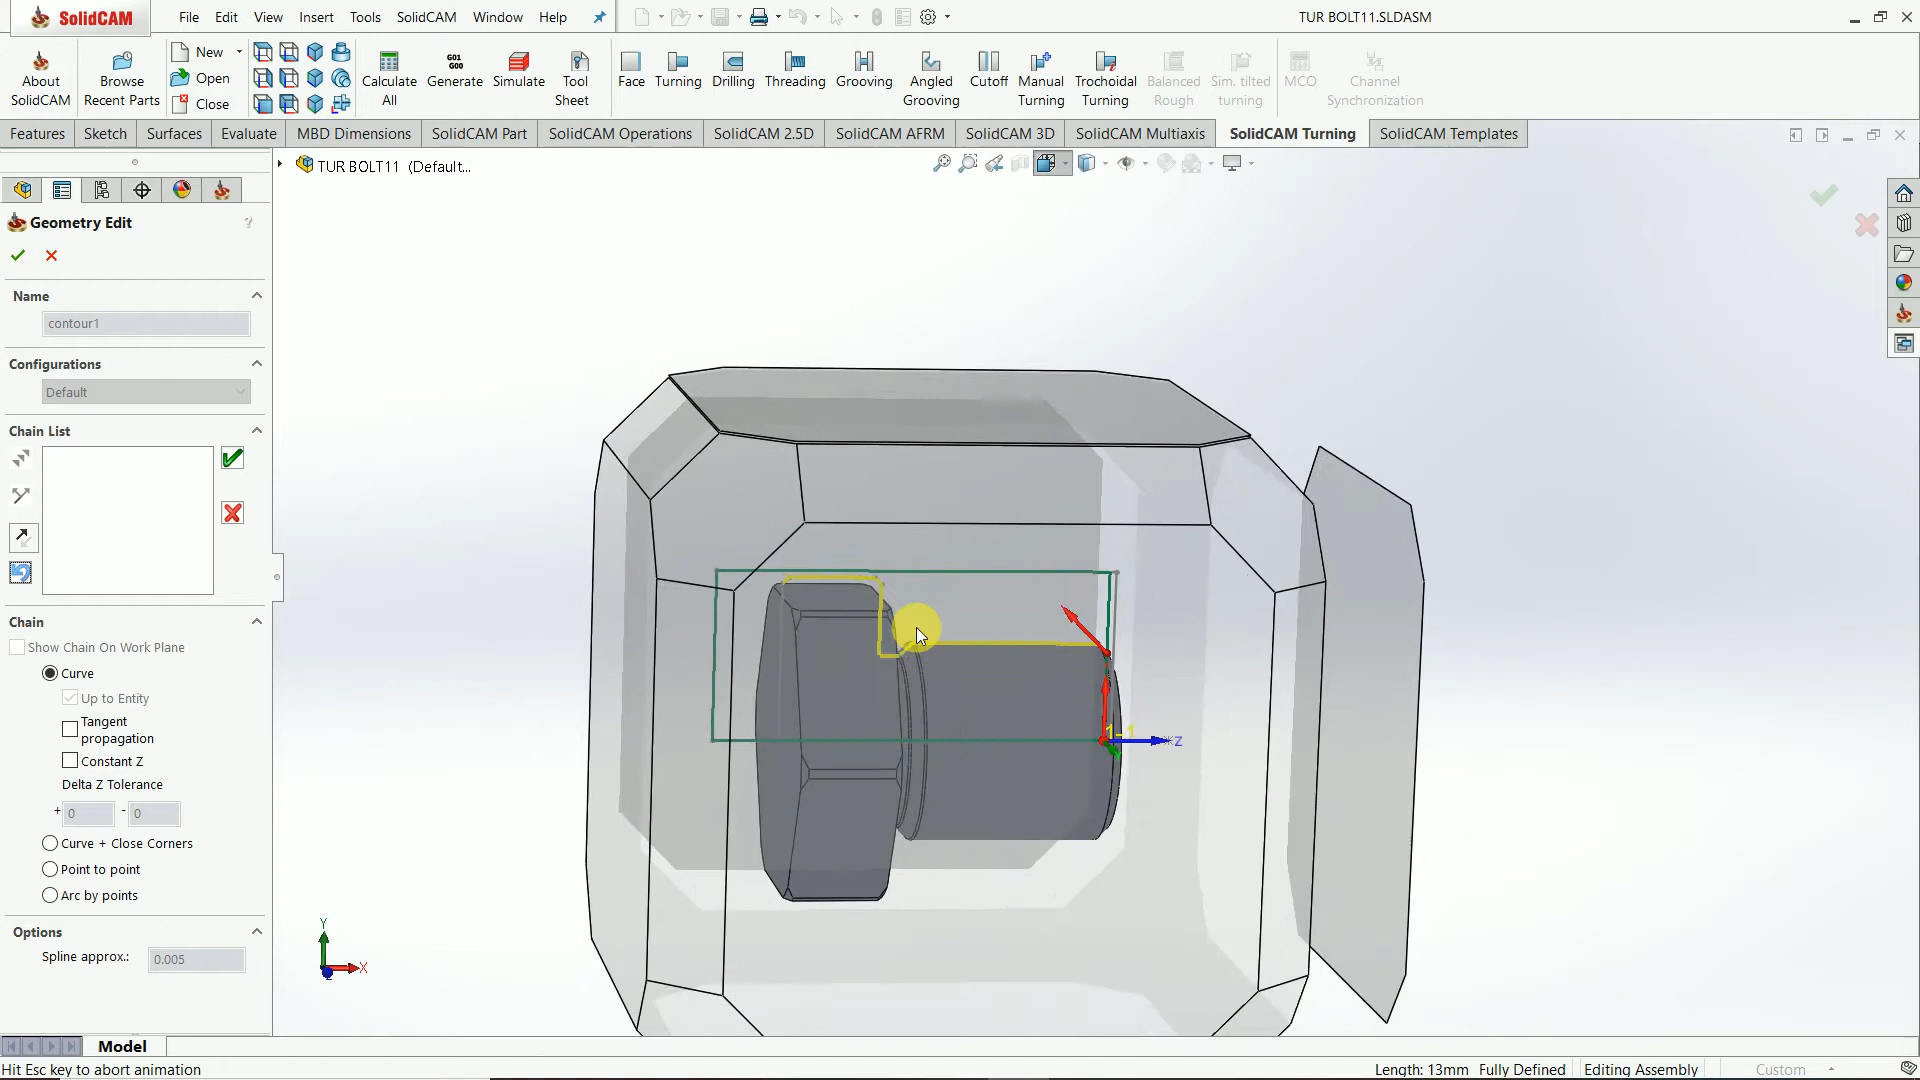 SolidCAM File Edit View Insert Tools SolidCAM Window Help TUR BOLT11.SLDASM
About SolidCAM
Browse Recent Parts
New
Open
Close
Calculate All
G01 G00
Generate
Simulate
Tool Sheet
Face
Turning
Drilling
Threading
Grooving
Angled Grooving
Cutoff
Manual Turning
Trochoidal Turning
Balanced Rough
Sim. tilted turning
MCO
Channel Synchronization
Features Sketch Surfaces Evaluate MBD Dimensions SolidCAM Part SolidCAM Operations SolidCAM 2.5D SolidCAM AFRM SolidCAM 3D SolidCAM Multiaxis SolidCAM Turning SolidCAM Templates
TUR BOLT11 (Default...
Geometry Edit ?
Name
contour1
Configurations
Default
Chain List
Chain
Show Chain On Work Plane
Curve
Up to Entity
Tangent propagation
Constant Z
Delta Z Tolerance
+ 0 - 0
Curve + Close Corners
Point to point
Arc by points
Options
Spline approx.: 0.005
Z
Y
X
Model
Hit Esc key to abort animation Length: 13mm Fully Defined Editing Assembly Custom